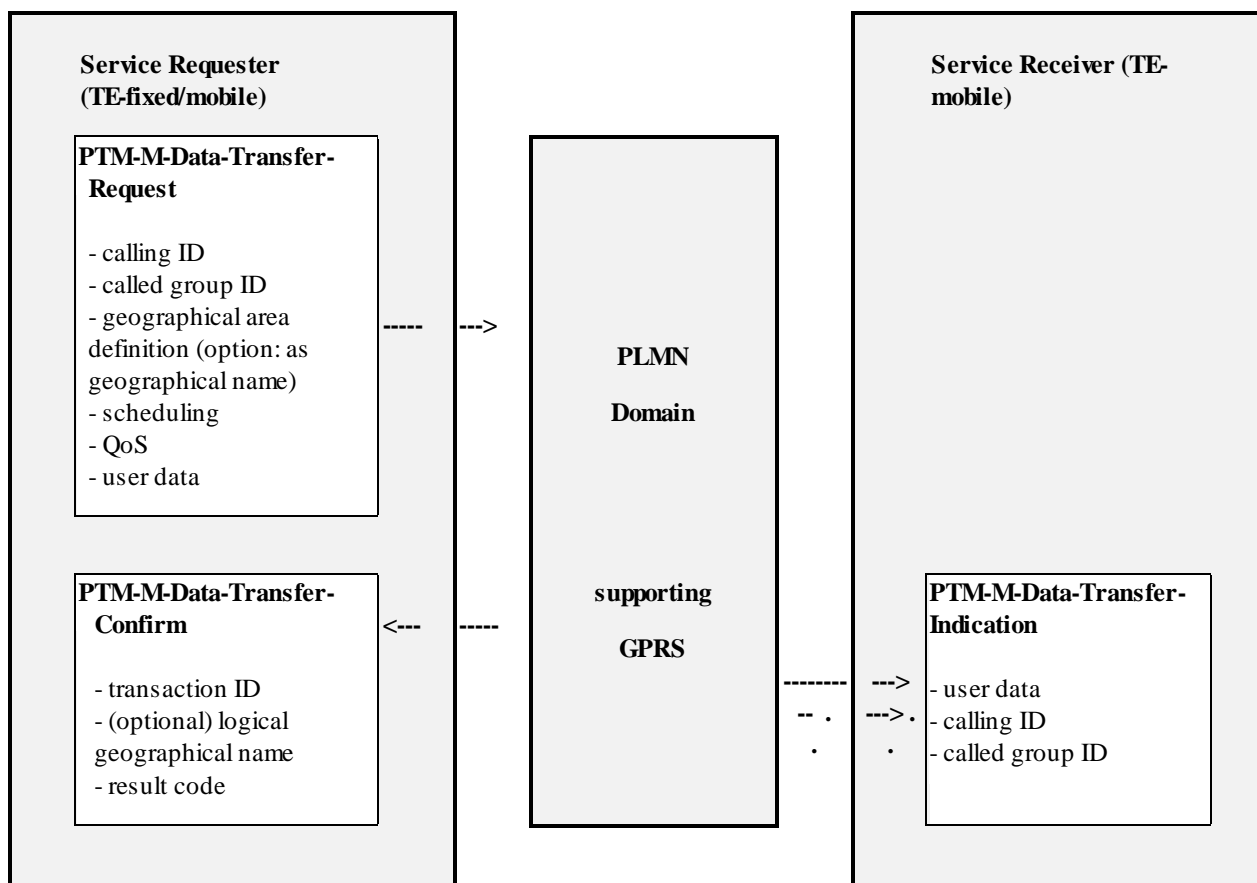 Service Requester
(TE-fixed/mobile)
PTM-M-Data-Transfer-
Request
- calling ID
- called group ID
- geographical area
definition (option: as
geographical name)
- scheduling
- QoS
- user data
----- --->
PTM-M-Data-Transfer-
Confirm
- transaction ID
- (optional) logical
geographical name
- result code
<--- -----
PLMN
Domain
supporting
GPRS
-------- --->
-- . --->.
. .
Service Receiver (TE-
mobile)
PTM-M-Data-Transfer-
Indication
- user data
- calling ID
- called group ID